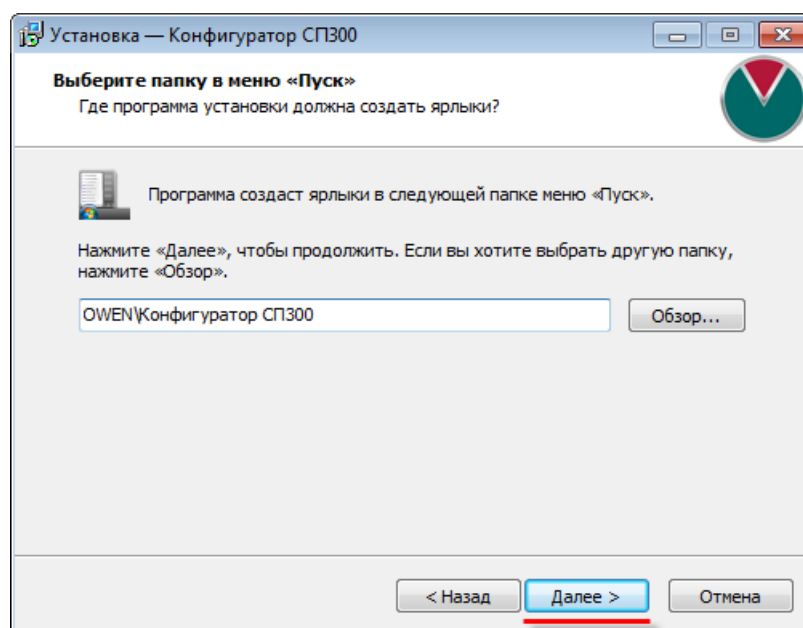 Установка — Конфигуратор СП300
Выберите папку в меню «Пуск»
Где программа установки должна создать ярлыки?
Программа создаст ярлыки в следующей папке меню «Пуск».
Нажмите «Далее», чтобы продолжить. Если вы хотите выбрать другую папку,
нажмите «Обзор».
OWEN\Конфигуратор СП300
Обзор...
< Назад
Далее >
Отмена